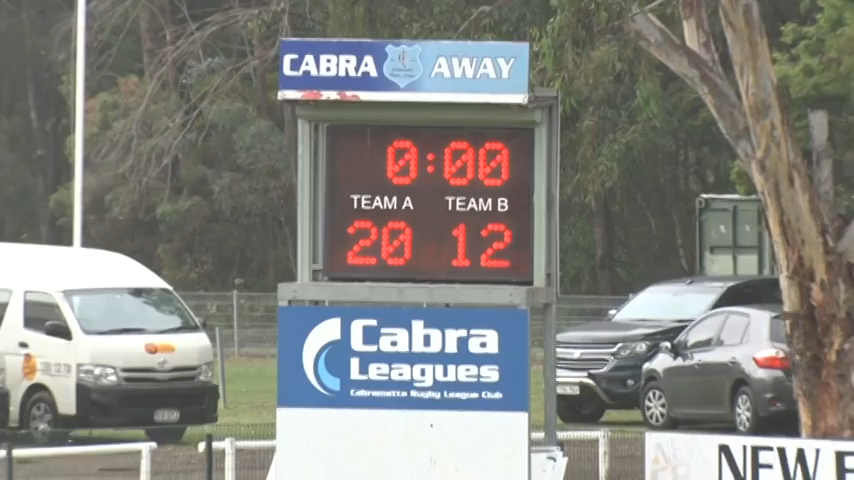 CABRA AWAY
0:00
TEAM A TEAM B
20 12
Cabra
Leagues
Cabramatta Rugby League Club
NEW